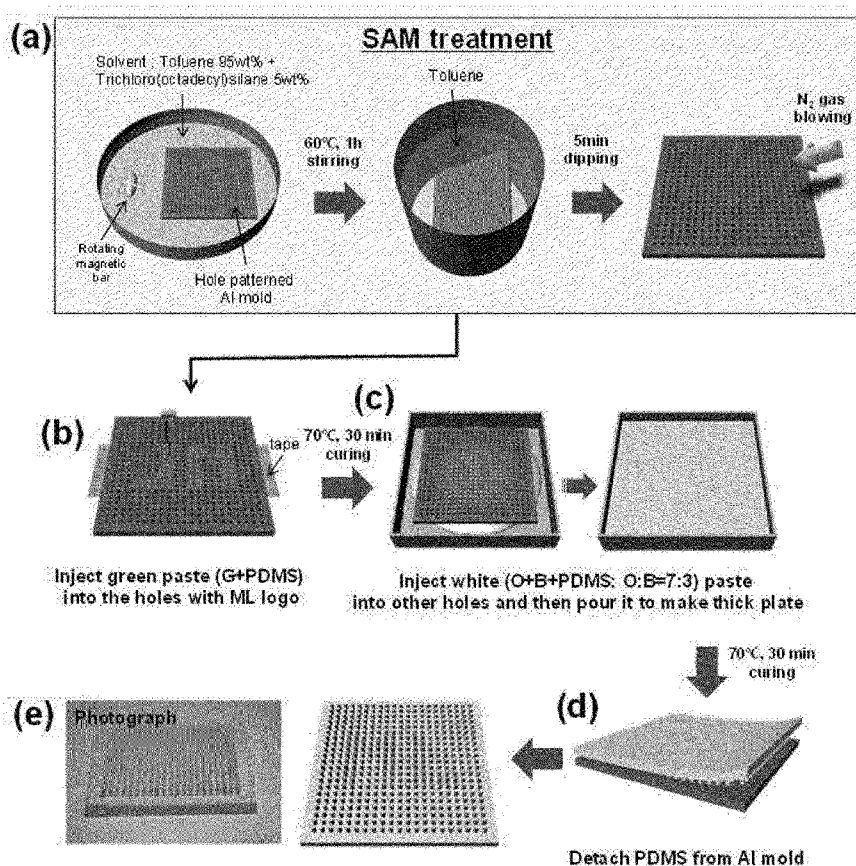 (a)
SAM treatment
Solvent : Toluene 95wt% +
Trichloro(octadecyl)silane 5wt%
Toluene
N₂ gas
blowing
60℃, 1h
stirring
5min
dipping
Rotating
magnetic
bar
Hole patterned
Al mold
(b)
tape
70℃, 30 min
curing
(c)
Inject green paste (G+PDMS)
into the holes with ML logo
Inject white (O+B+PDMS: O:B=7:3) paste
into other holes and then pour it to make thick plate
70℃, 30 min
curing
(e)
Photograph
(d)
Detach PDMS from Al mold